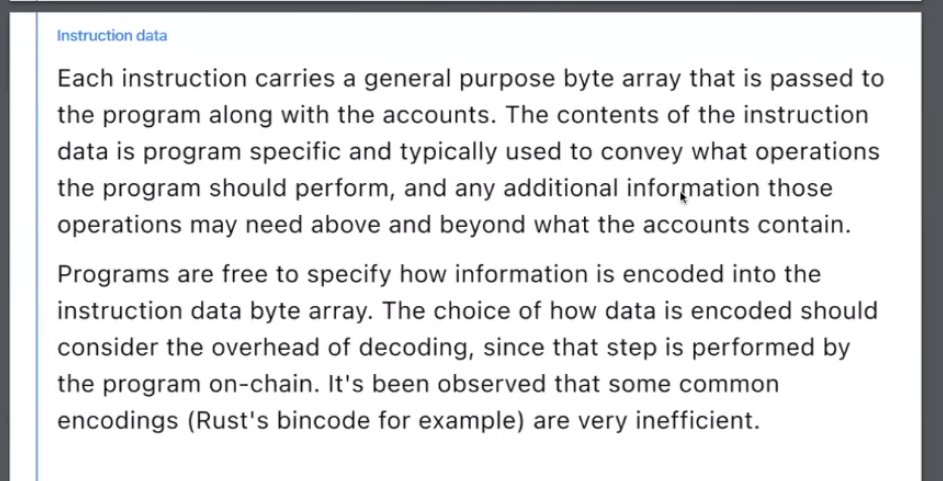 Instruction data
Each instruction carries a general purpose byte array that is passed to
the program along with the accounts. The contents of the instruction
data is program specific and typically used to convey what operations
the program should perform, and any additional information those
operations may need above and beyond what the accounts contain.
Programs are free to specify how information is encoded into the
instruction data byte array. The choice of how data is encoded should
consider the overhead of decoding, since that step is performed by
the program on-chain. It's been observed that some common
encodings (Rust's bincode for example) are very inefficient.